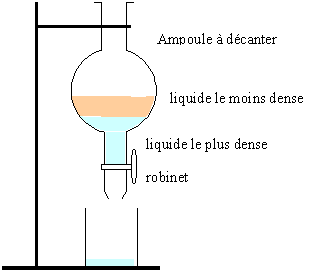 Ampoule à décanter
liquide le moins dense
liquide le plus dense
robinet